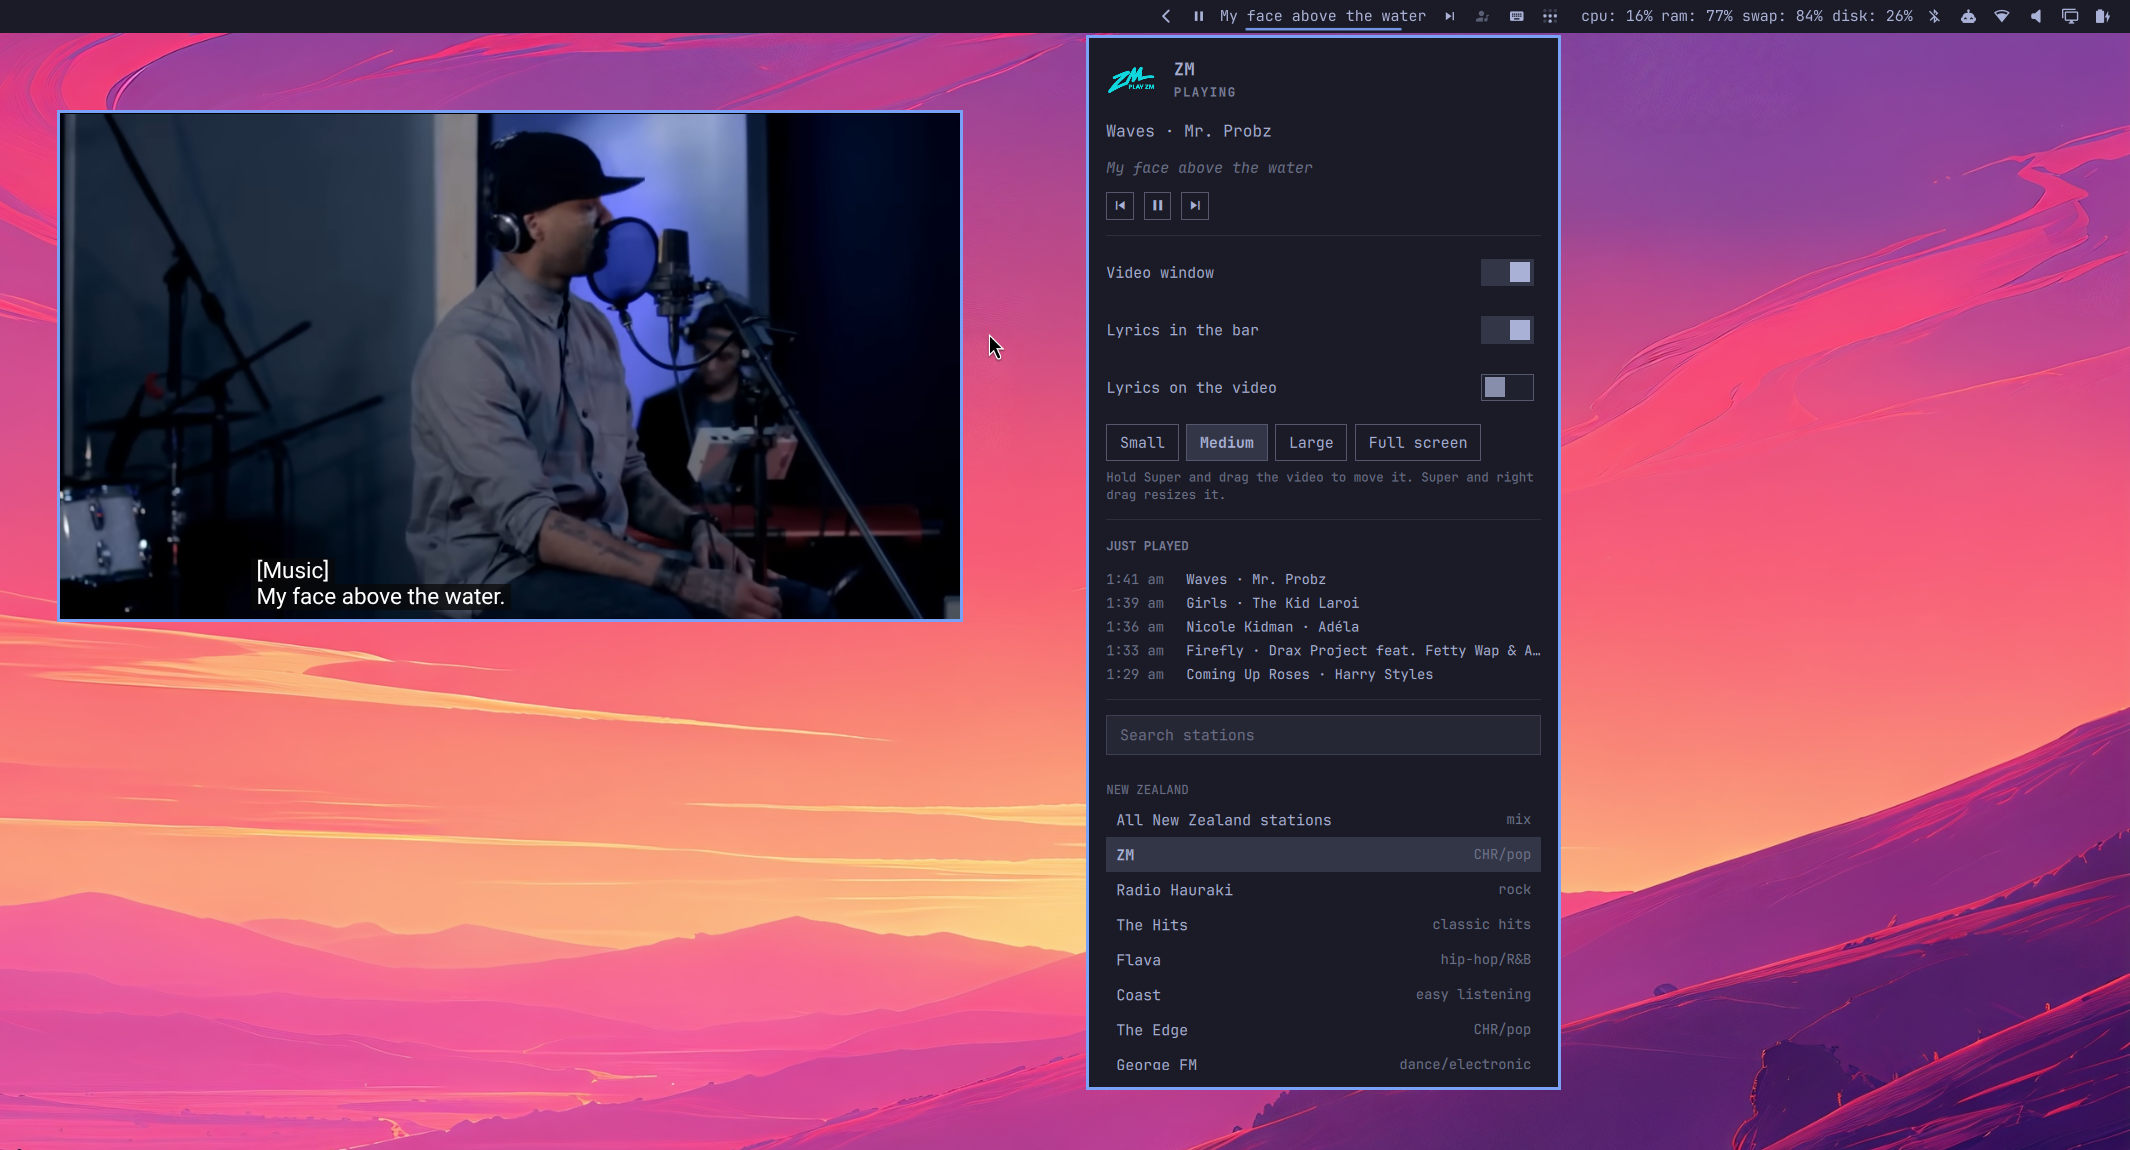 My face above the water
cpu: 16% ram: 77% swap: 84% disk: 26%
ZM
PLAY ZM
ZM
PLAYING
Waves · Mr. Probz
My face above the water
Video window
Lyrics in the bar
Lyrics on the video
Small Medium Large Full screen
Hold Super and drag the video to move it. Super and right
drag resizes it.
JUST PLAYED
1:41 am Waves · Mr. Probz
1:39 am Girls · The Kid Laroi
1:36 am Nicole Kidman · Adéla
1:33 am Firefly · Drax Project feat. Fetty Wap & A…
1:29 am Coming Up Roses · Harry Styles
Search stations
NEW ZEALAND
All New Zealand stations mix
ZM CHR/pop
Radio Hauraki rock
The Hits classic hits
Flava hip-hop/R&B
Coast easy listening
The Edge CHR/pop
George FM dance/electronic
[Music]
My face above the water.